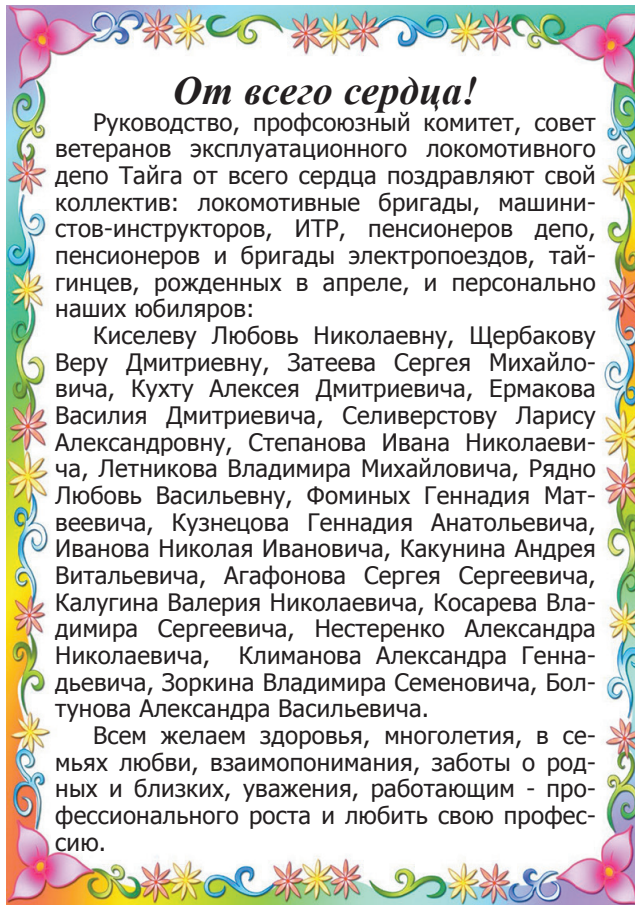 От всего сердца!
Руководство, профсоюзный комитет, совет
ветеранов эксплуатационного локомотивного
депо Тайга от всего сердца поздравляют свой
коллектив: локомотивные бригады, машини-
стов-инструкторов, ИТР, пенсионеров депо,
пенсионеров и бригады электропоездов, тай-
гинцев, рожденных в апреле, и персонально
наших юбиляров:
Киселеву Любовь Николаевну, Щербакову
Веру Дмитриевну, Затеева Сергея Михайло-
вича, Кухту Алексея Дмитриевича, Ермакова
Василия Дмитриевича, Селиверстову Ларису
Александровну, Степанова Ивана Николаеви-
ча, Летникова Владимира Михайловича, Рядно
Любовь Васильевну, Фоминых Геннадия Мат-
веевича, Кузнецова Геннадия Анатольевича,
Иванова Николая Ивановича, Какунина Андрея
Витальевича, Агафонова Сергея Сергеевича,
Калугина Валерия Николаевича, Косарева Вла-
димира Сергеевича, Нестеренко Александра
Николаевича, Климанова Александра Генна-
дьевича, Зоркина Владимира Семеновича, Бол-
тунова Александра Васильевича.
Всем желаем здоровья, многолетия, в се-
мьях любви, взаимопонимания, заботы о род-
ных и близких, уважения, работающим - про-
фессионального роста и любить свою профес-
сию.